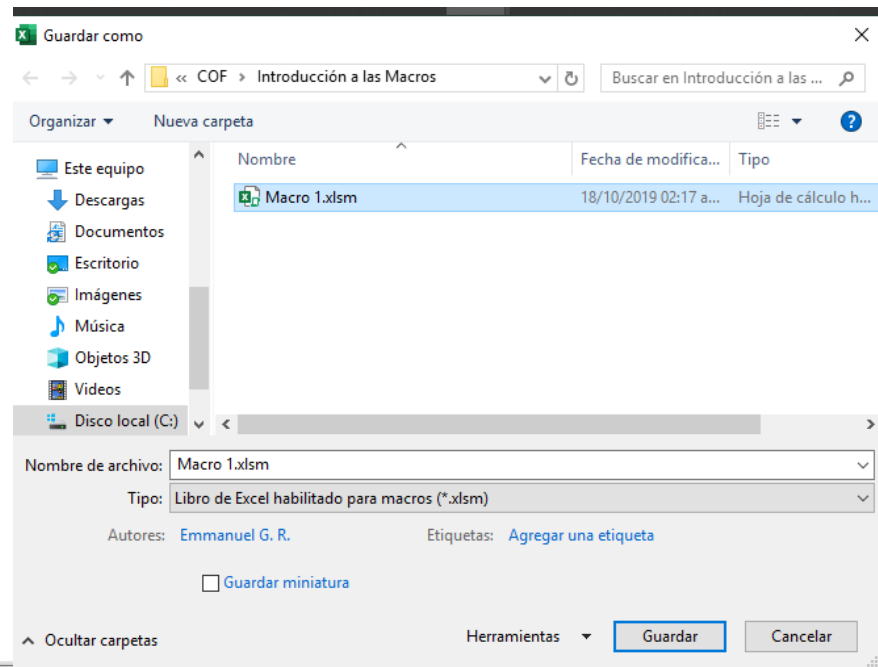 Guardar como
« COF > Introducción a las Macros
Buscar en Introducción a las ...
Organizar
Nueva carpeta
Nombre
Fecha de modifica...
Tipo
Macro 1.xlsm
18/10/2019 02:17 a...
Hoja de cálculo h...
Este equipo
Descargas
Documentos
Escritorio
Imágenes
Música
Objetos 3D
Videos
Disco local (C:)
Nombre de archivo: Macro 1.xlsm
Tipo: Libro de Excel habilitado para macros (*.xlsm)
Autores: Emmanuel G. R.
Etiquetas: Agregar una etiqueta
Guardar miniatura
Ocultar carpetas
Herramientas
Guardar
Cancelar